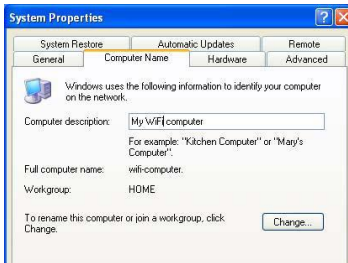 System Properties
System Restore Automatic Updates Remote
General Computer Name Hardware Advanced
Windows uses the following information to identify your computer
on the network.
Computer description: My WiFi computer
For example: "Kitchen Computer" or "Mary's
Computer".
Full computer name: wifi-computer.
Workgroup: HOME
To rename this computer or join a workgroup, click
Change.
Change...